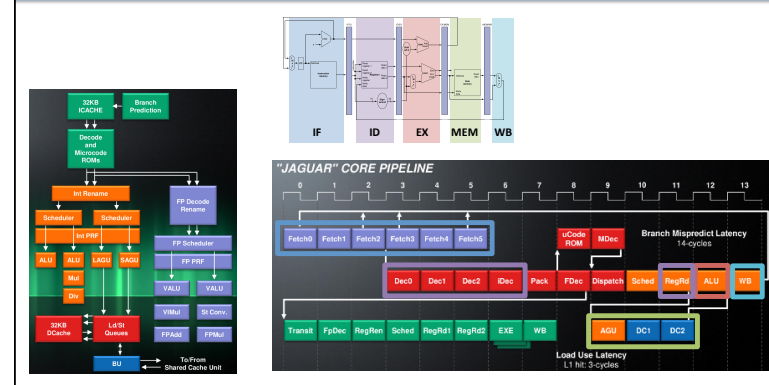 IF ID EX MEM WB
32KB
ICACHE
Branch
Prediction
Decode
and
Microcode
ROMs
Int Rename
FP Decode
Rename
Scheduler Scheduler
Int PRF
FP Scheduler
FP PRF
ALU ALU LAGU SAGU
Mul
Div
VALU VALU
VIMul St Conv.
FPAdd FPMul
32KB
DCache
Ld/St
Queues
BU
To/From
Shared Cache Unit
"JAGUAR" CORE PIPELINE
0 1 2 3 4 5 6 7 8 9 10 11 12 13
Fetch0 Fetch1 Fetch2 Fetch3 Fetch4 Fetch5
uCode
ROM
MDec
Branch Mispredict Latency
14-cycles
Dec0 Dec1 Dec2 iDec Pack FDec Dispatch Sched RegRd ALU WB
Transit FpDec RegRen Sched RegRd1 RegRd2 EXE WB
AGU DC1 DC2
Load Use Latency
L1 hit: 3-cycles